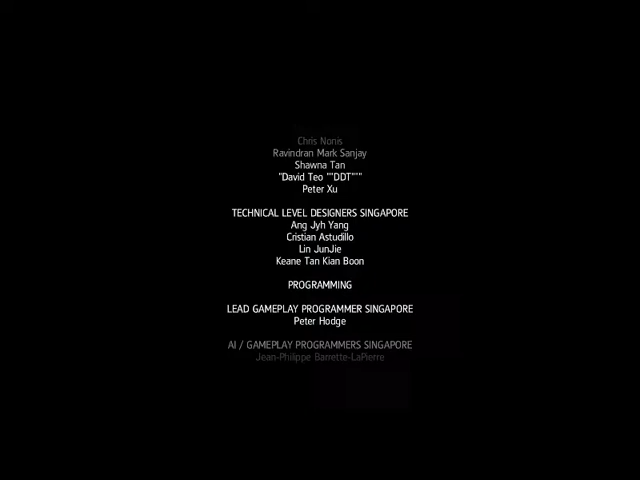 Chris Nonis
Ravindran Mark Sanjay
Shawna Tan
"David Teo ""DDT"""
Peter Xu
TECHNICAL LEVEL DESIGNERS SINGAPORE
Ang Jyh Yang
Cristian Astudillo
Lin JunJie
Keane Tan Kian Boon
PROGRAMMING
LEAD GAMEPLAY PROGRAMMER SINGAPORE
Peter Hodge
AI / GAMEPLAY PROGRAMMERS SINGAPORE
Jean-Philippe Barrette-LaPierre